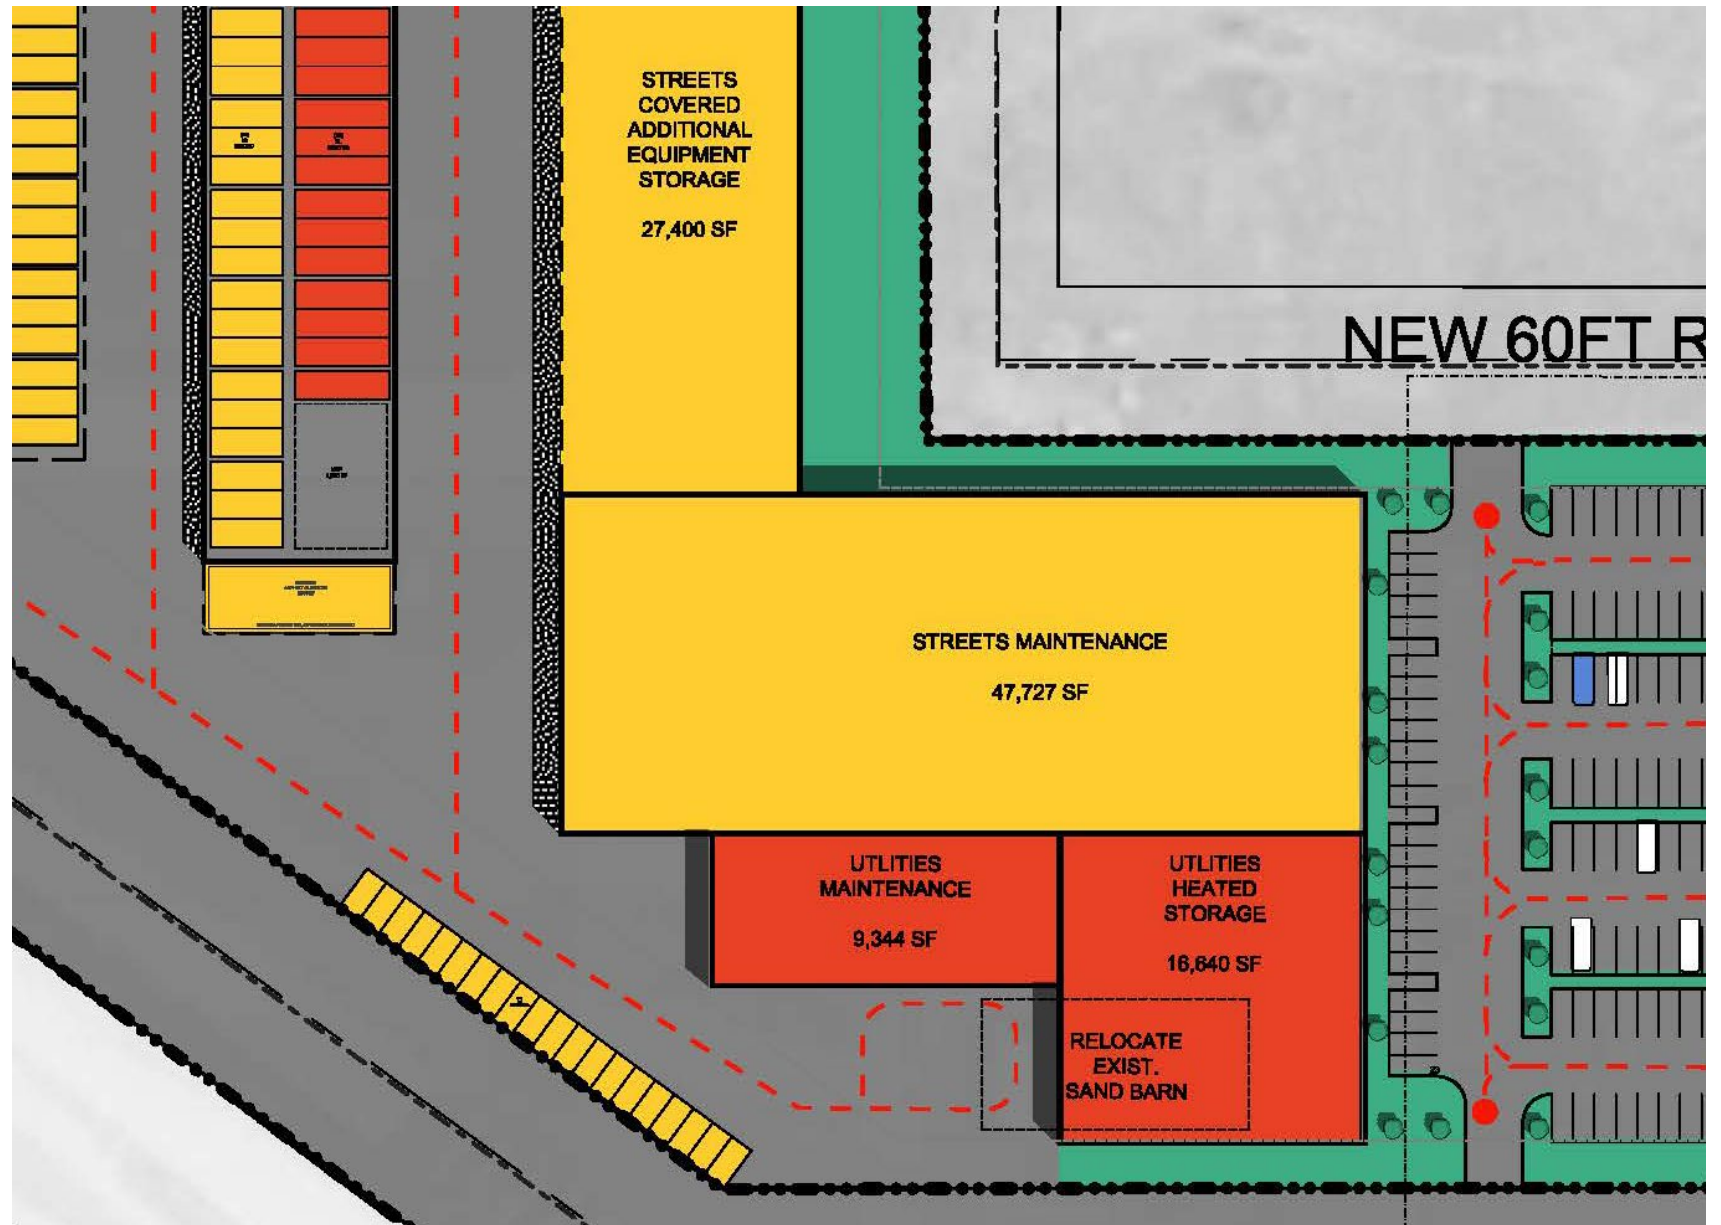 STREETS
COVERED
ADDITIONAL
EQUIPMENT
STORAGE
27,400 SF
NEW 60FT R
STREETS MAINTENANCE
47,727 SF
UTLITIES
MAINTENANCE
9,344 SF
UTLITIES
HEATED
STORAGE
16,640 SF
RELOCATE
EXIST.
SAND BARN